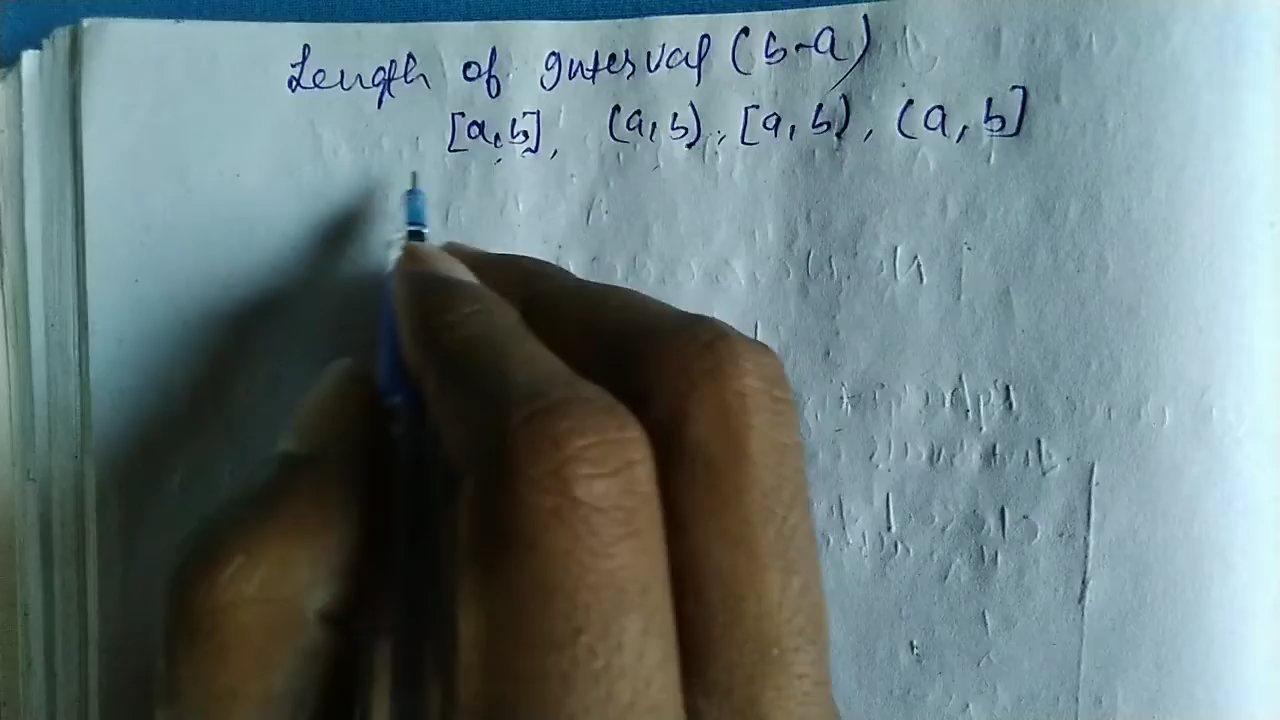 Length of interval (b-a)
[a,b], (a,b), [a,b), (a,b]